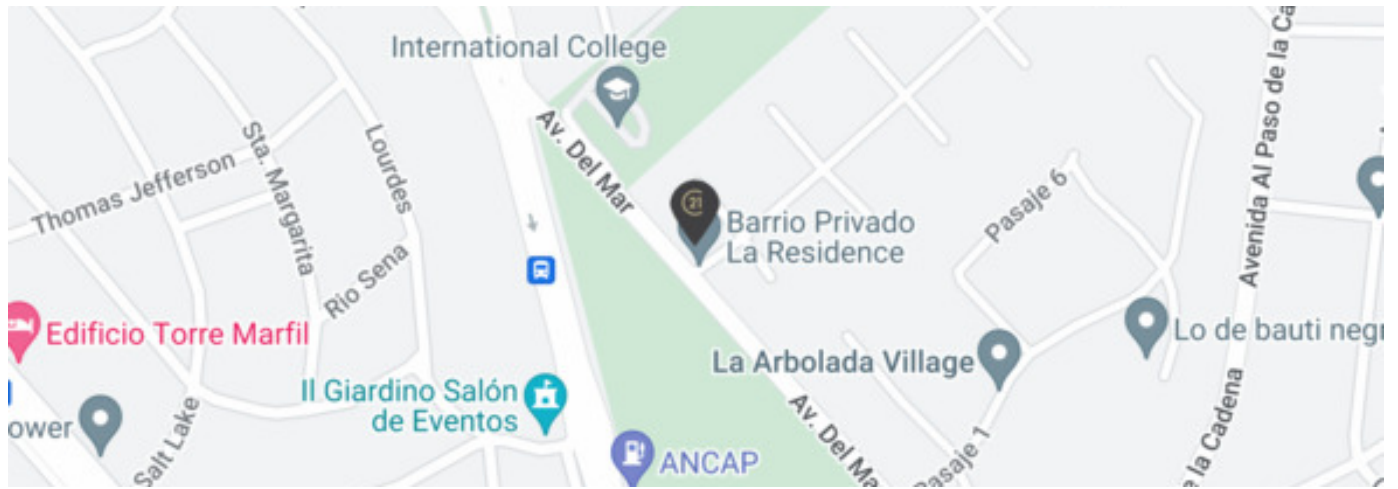 International College
Av. Del Mar
Lourdes
Sta. Margarita
Thomas Jefferson
21
Barrio Privado
La Residence
Pasaje 6
Avenida Al Paso de la Ca
Rio Sena
Edificio Torre Marfil
Lo de bauti negr
La Arbolada Village
Il Giardino Salón
de Eventos
ower
Salt Lake
Av. Del Ma
ANCAP
Pasaje 1
e la Cadena